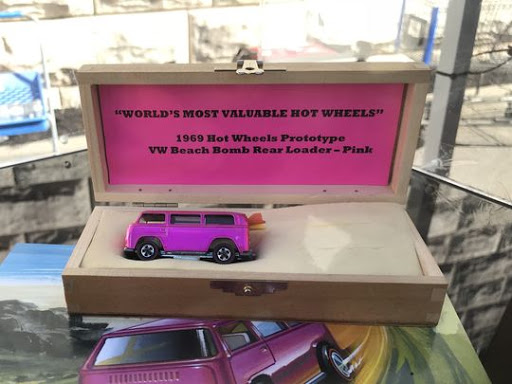 “WORLD’S MOST VALUABLE HOT WHEELS”
1969 Hot Wheels Prototype
VW Beach Bomb Rear Loader – Pink